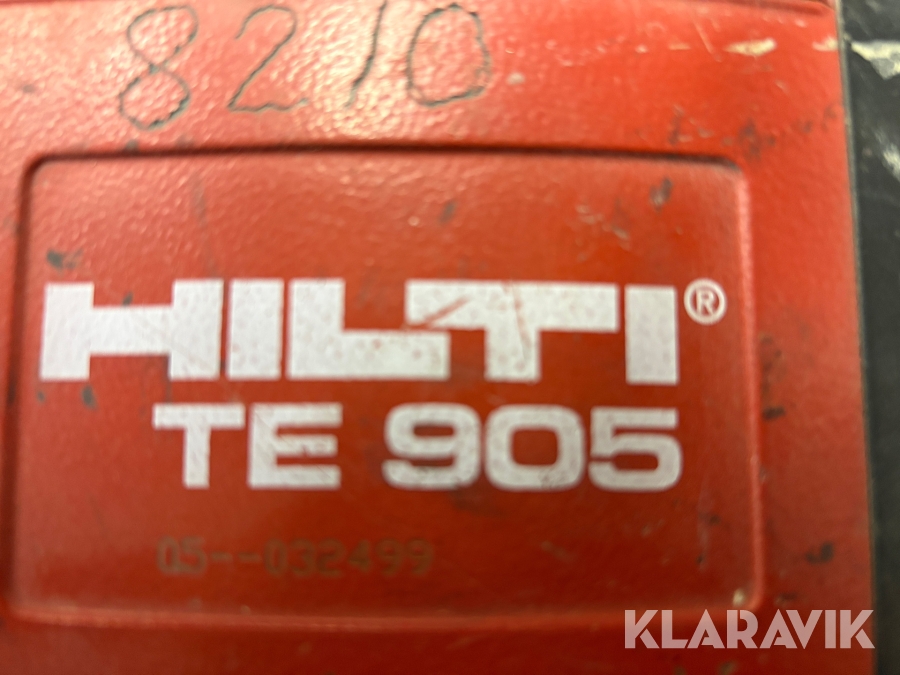 8210
HILTI®
TE 905
05--032499
KLARAVIK